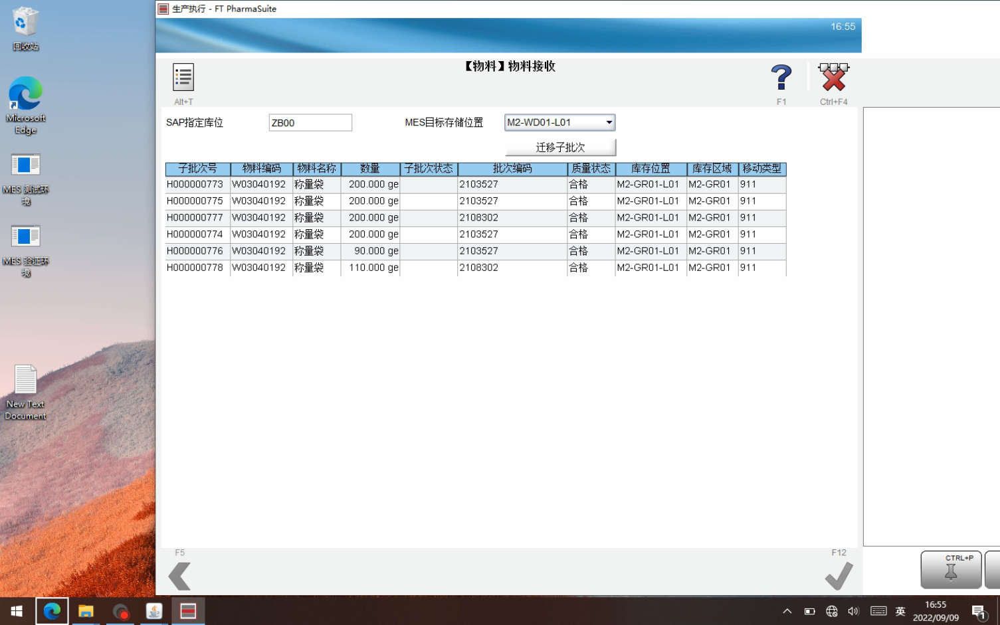 生产执行 - FT PharmaSuite
16:55
【物料】物料接收
Alt+T
F1
Ctrl+F4
SAP指定库位 ZB00 MES目标存储位置 M2-WD01-L01
迁移子批次
子批次号 物料编码 物料名称 数量 子批次状态 批次编码 质量状态 库存位置 库存区域 移动类型
H000000773 W03040192 称量袋 200.000 ge 2103527 合格 M2-GR01-L01 M2-GR01 911
H000000775 W03040192 称量袋 200.000 ge 2103527 合格 M2-GR01-L01 M2-GR01 911
H000000777 W03040192 称量袋 200.000 ge 2108302 合格 M2-GR01-L01 M2-GR01 911
H000000774 W03040192 称量袋 200.000 ge 2103527 合格 M2-GR01-L01 M2-GR01 911
H000000776 W03040192 称量袋 90.000 ge 2103527 合格 M2-GR01-L01 M2-GR01 911
H000000778 W03040192 称量袋 110.000 ge 2108302 合格 M2-GR01-L01 M2-GR01 911
F5
F12
CTRL+P
回收站
Microsoft
Edge
MES 测试环
境
MES 验证环
境
New Text
Document
英
16:55
2022/09/09
1